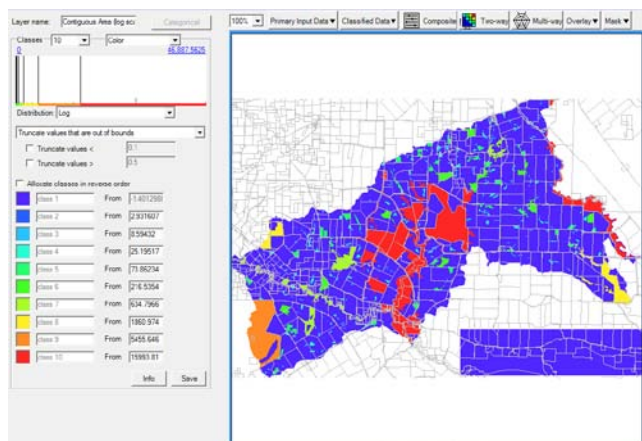 Layer name: Contiguous Area (log sca Categorical
Classes 10 Color
0 46,887.5625
Distribution: Log
Truncate values that are out of bounds
Truncate values < 0.1
Truncate values > 0.5
Allocate classes in reverse order
class 1 From
class 2 From 2.931607
class 3 From 8.59432
class 4 From 25.19517
class 5 From 73.86234
class 6 From 216.5354
class 7 From 634.7966
class 8 From 1860.974
class 9 From 5455.646
class 10 From 15993.81
Info Save
100% Primary Input Data Classified Data Composite Two-way Multi-way Overlay Mask